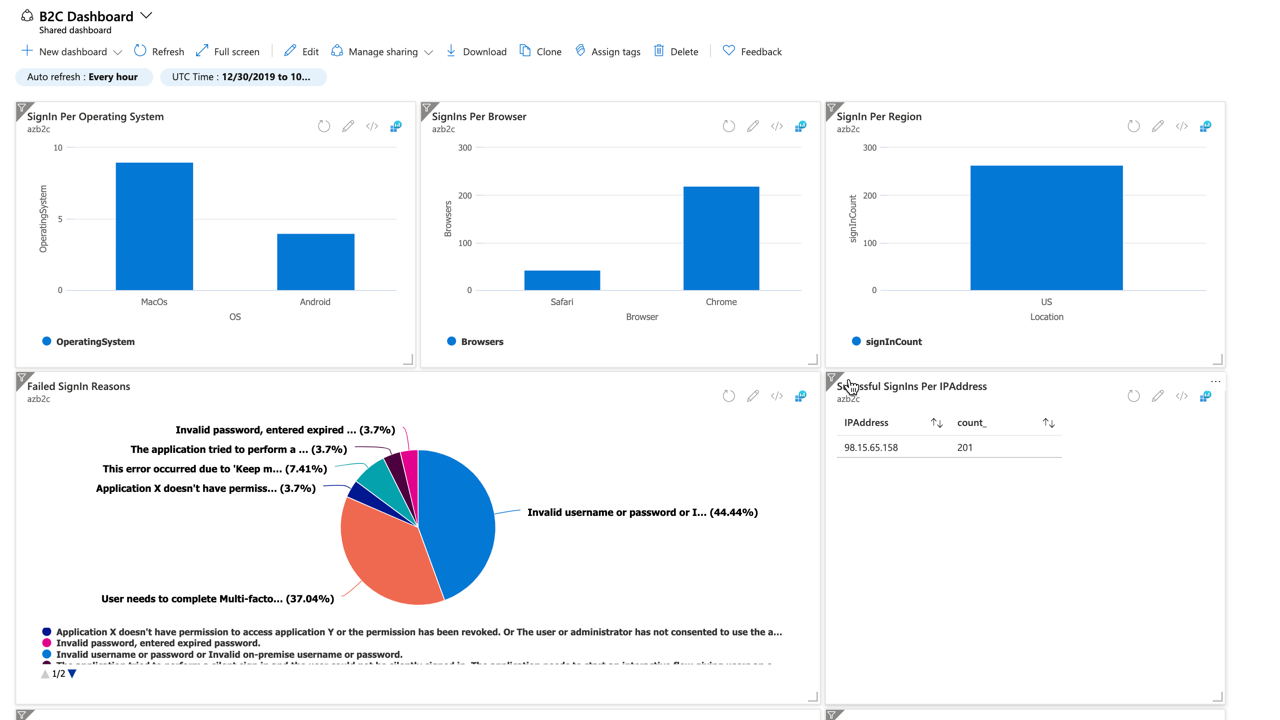 B2C Dashboard
Shared dashboard
New dashboard Refresh Full screen Edit Manage sharing Download Clone Assign tags Delete Feedback
Auto refresh : Every hour UTC Time : 12/30/2019 to 10...
SignIn Per Operating System
azb2c
10
5
0
OperatingSystem
MacOs Android
OS
OperatingSystem
SignIns Per Browser
azb2c
300
200
100
0
Browsers
Safari Chrome
Browser
Browsers
SignIn Per Region
azb2c
300
200
100
0
signInCount
US
Location
signInCount
Failed SignIn Reasons
azb2c
Invalid password, entered expired ... (3.7%)
The application tried to perform a ... (3.7%)
This error occurred due to 'Keep m... (7.41%)
Application X doesn't have permiss... (3.7%)
Invalid username or password or I... (44.44%)
User needs to complete Multi-facto... (37.04%)
Application X doesn't have permission to access application Y or the permission has been revoked. Or The user or administrator has not consented to use the a...
Invalid password, entered expired password.
Invalid username or password or Invalid on-premise username or password.
1/2
ful SignIns Per IPAddress
azb2c
IPAddress count_
98.15.65.158 201